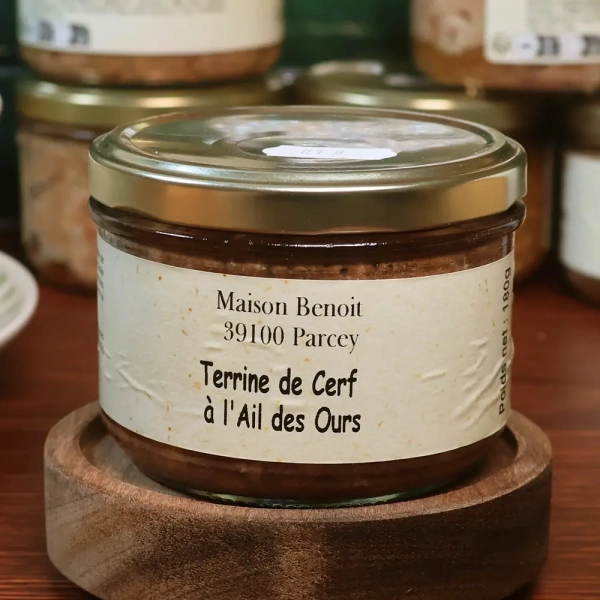 Maison Benoit
39100 Parcey
Terrine de Cerf
à l'Ail des Ours
Poids net : 180g